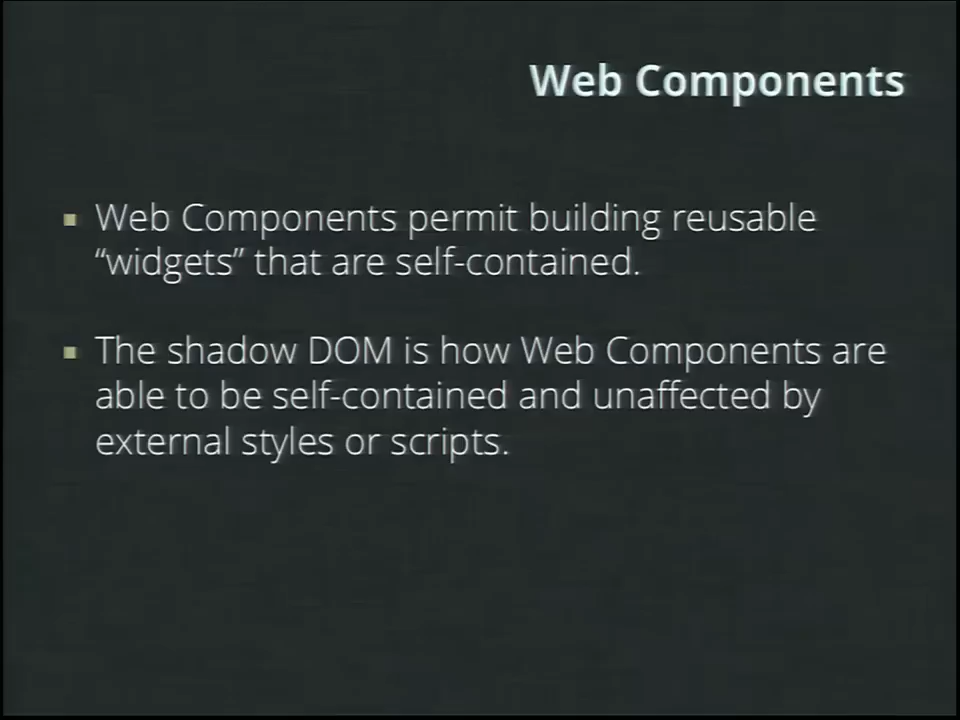 Web Components
Web Components permit building reusable
“widgets” that are self-contained.
The shadow DOM is how Web Components are
able to be self-contained and unaffected by
external styles or scripts.